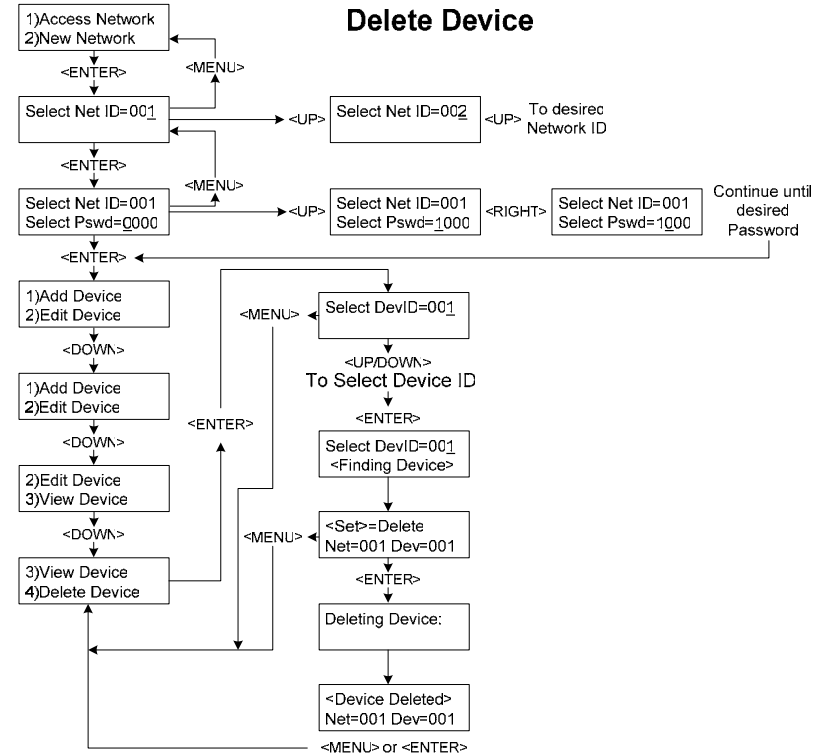 Delete Device
1)Access Network
2)New Network
<ENTER>
<MENU>
Select Net ID=001
<UP>
Select Net ID=002
<UP>
To desired
Network ID
<ENTER>
<MENU>
Select Net ID=001
Select Pswd=0000
<UP>
Select Net ID=001
Select Pswd=1000
<RIGHT>
Select Net ID=001
Select Pswd=1000
Continue until
desired
Password
<ENTER>
1)Add Device
2)Edit Device
<DOWN>
1)Add Device
2)Edit Device
<DOWN>
2)Edit Device
3)View Device
<DOWN>
3)View Device
4)Delete Device
<ENTER>
Select DevID=001
<MENU>
<UP/DOWN>
To Select Device ID
<ENTER>
Select DevID=001
<Finding Device>
<MENU>
<Set>=Delete
Net=001 Dev=001
<ENTER>
Deleting Device:
<Device Deleted>
Net=001 Dev=001
<MENU> or <ENTER>